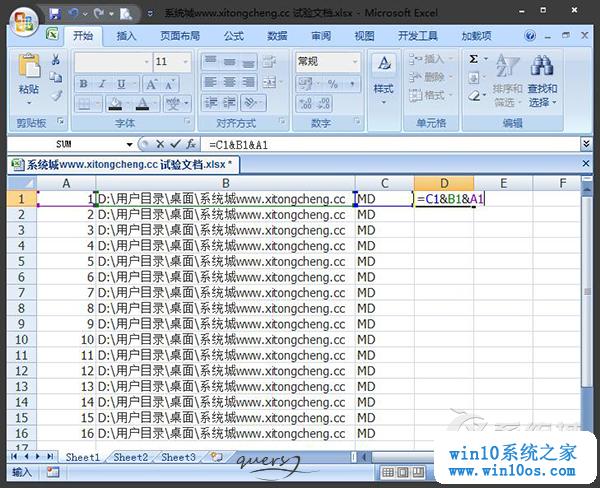 系统城www.xitongcheng.cc 试验文档.xlsx - Microsoft Excel
开始 插入 页面布局 公式 数据 审阅 视图 开发工具 加载项
粘贴 剪贴板
11 B I U A 字体
对齐方式
常规 % , 数字
A 样式
插入 删除 格式 单元格
Σ 排序和筛选 查找和选择 编辑
SUM =C1&B1&A1
系统城www.xitongcheng.cc 试验文档.xlsx *
A B C D E F
1 1 D:\用户目录\桌面\系统城www.xitongcheng.cc MD =C1&B1&A1
2 2 D:\用户目录\桌面\系统城www.xitongcheng.cc MD
3 3 D:\用户目录\桌面\系统城www.xitongcheng.cc MD
4 4 D:\用户目录\桌面\系统城www.xitongcheng.cc MD
5 5 D:\用户目录\桌面\系统城www.xitongcheng.cc MD
6 6 D:\用户目录\桌面\系统城www.xitongcheng.cc MD
7 7 D:\用户目录\桌面\系统城www.xitongcheng.cc MD
8 8 D:\用户目录\桌面\系统城www.xitongcheng.cc MD
9 9 D:\用户目录\桌面\系统城www.xitongcheng.cc MD
10 10 D:\用户目录\桌面\系统城www.xitongcheng.cc MD
11 11 D:\用户目录\桌面\系统城www.xitongcheng.cc MD
12 12 D:\用户目录\桌面\系统城www.xitongcheng.cc MD
13 13 D:\用户目录\桌面\系统城www.xitongcheng.cc MD
14 14 D:\用户目录\桌面\系统城www.xitongcheng.cc MD
15 15 D:\用户目录\桌面\系统城www.xitongcheng.cc MD
16 16 D:\用户目录\桌面\系统城www.xitongcheng.cc MD
17
Sheet1 Sheet2 Sheet3
输入
win10系统之家
www.win10os.com